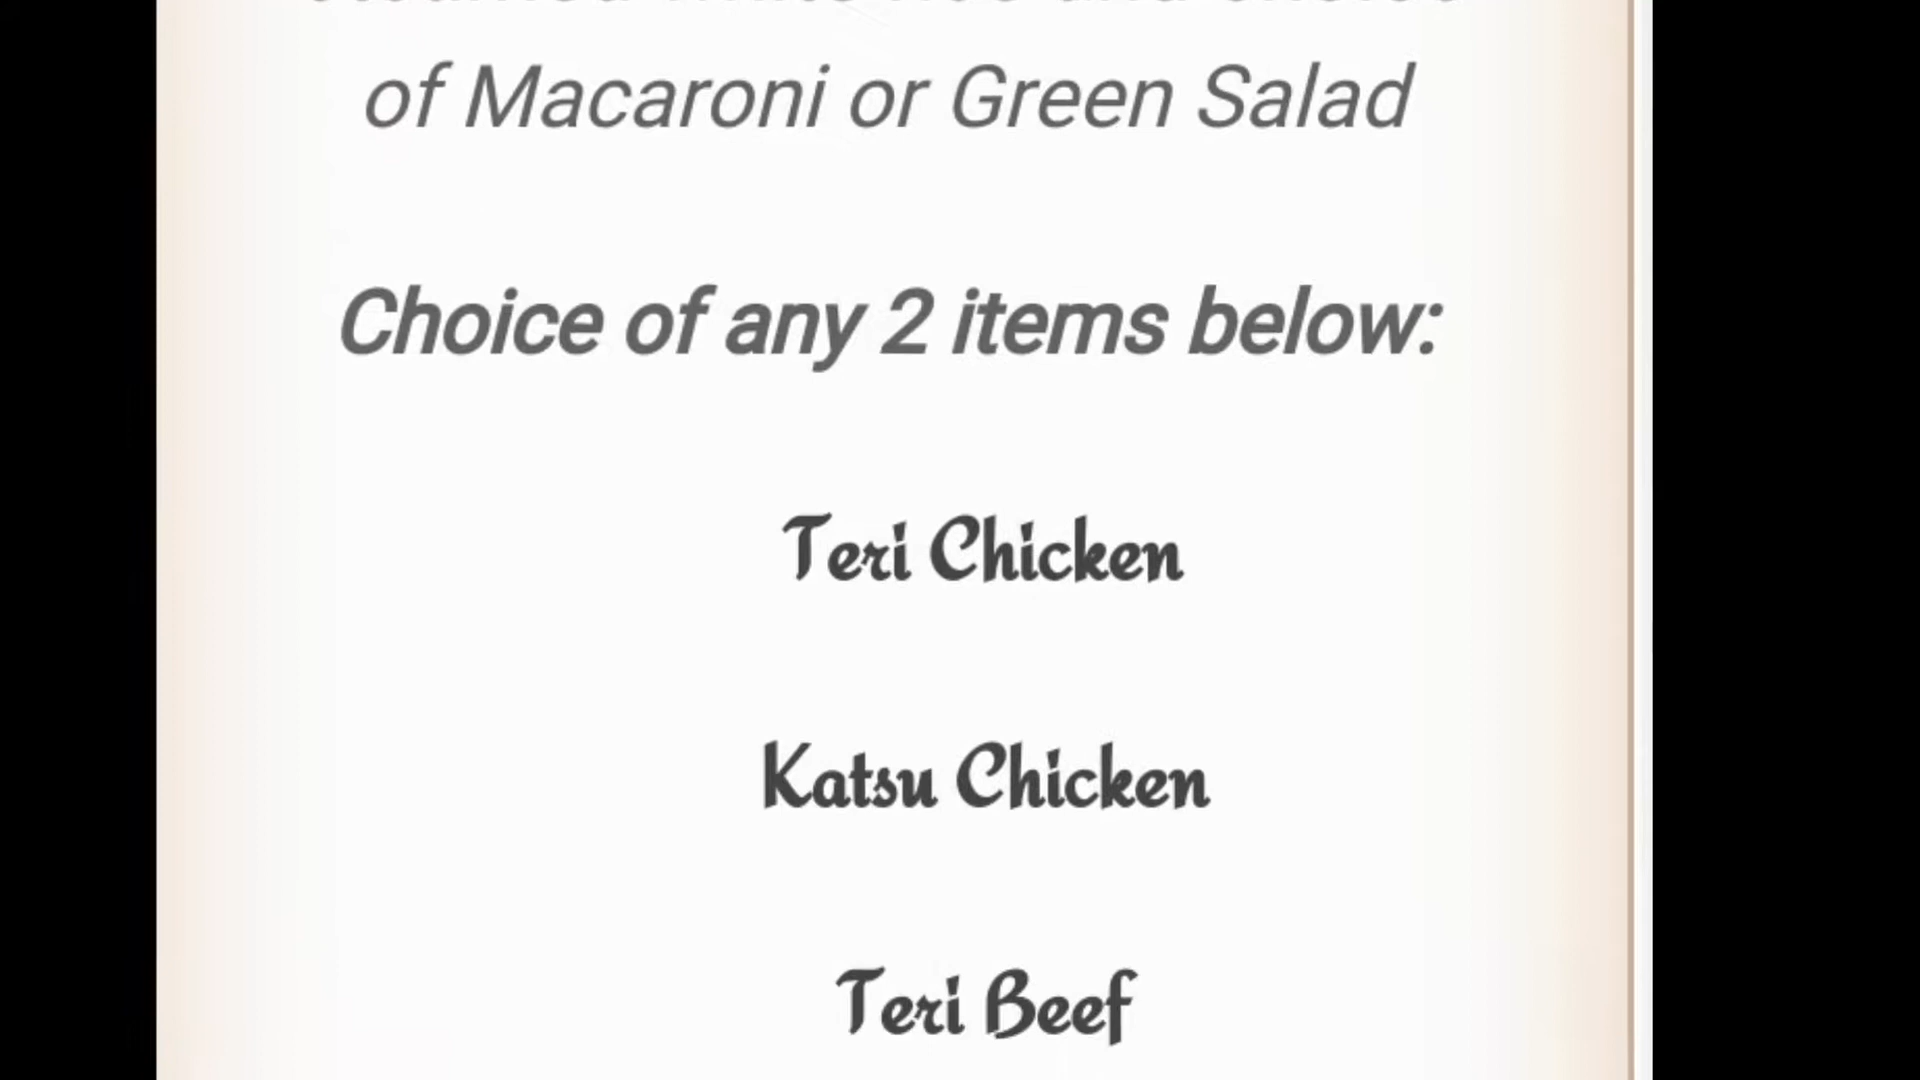 of Macaroni or Green Salad
Choice of any 2 items below:
Teri Chicken
Katsu Chicken
Teri Beef